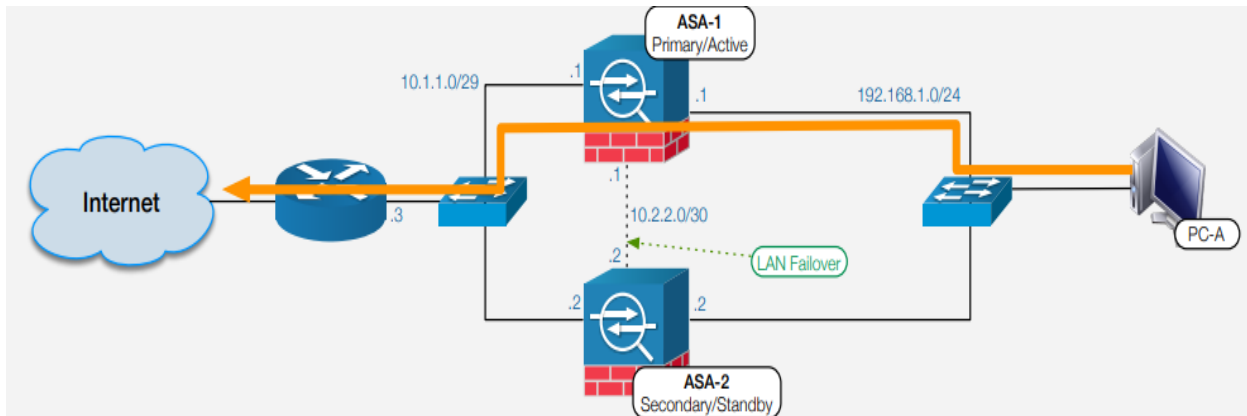 ASA-1
Primary/Active
10.1.1.0/29
.1
.1
192.168.1.0/24
Internet
.3
.1
10.2.2.0/30
PC-A
.2
LAN Failover
.2
.2
ASA-2
Secondary/Standby